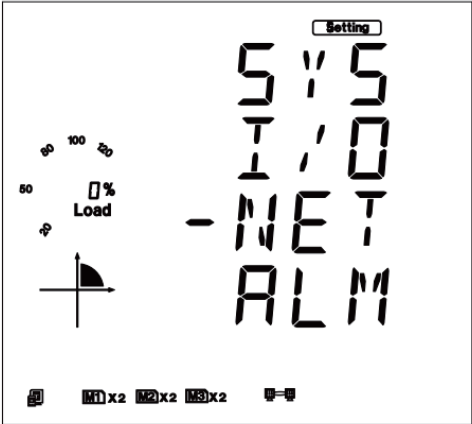 Setting
SYS
I/O
-NET
ALM
80 100 120
50
0%
Load
20
M1 X2 M2 X2 M3 X2